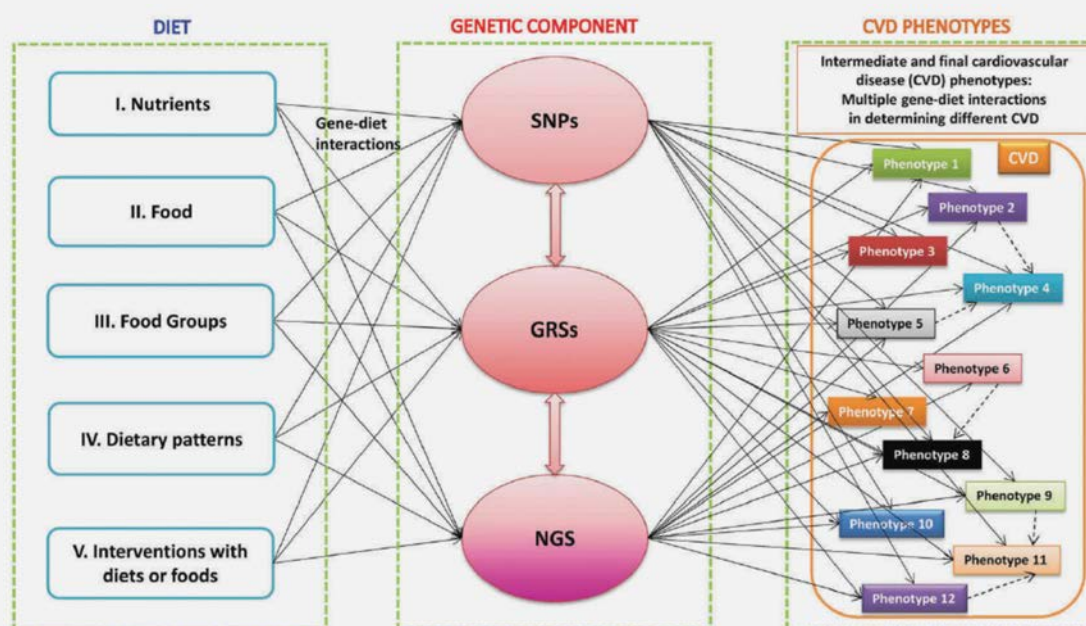 DIET
GENETIC COMPONENT
CVD PHENOTYPES
I. Nutrients
II. Food
III. Food Groups
IV. Dietary patterns
V. Interventions with
diets or foods
Gene-diet
interactions
SNPs
GRSs
NGS
Intermediate and final cardiovascular
disease (CVD) phenotypes:
Multiple gene-diet interactions
in determining different CVD
CVD
Phenotype 1
Phenotype 2
Phenotype 3
Phenotype 4
Phenotype 5
Phenotype 6
Phenotype 7
Phenotype 8
Phenotype 9
Phenotype 10
Phenotype 11
Phenotype 12